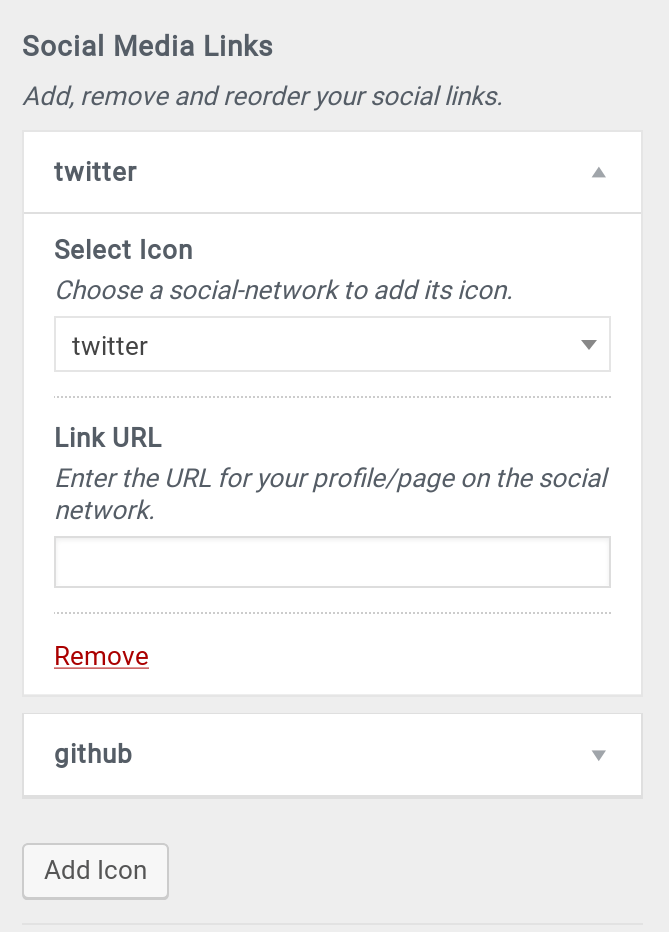 Social Media Links
Add, remove and reorder your social links.
twitter
Select Icon
Choose a social-network to add its icon.
twitter
Link URL
Enter the URL for your profile/page on the social
network.
Remove
github
Add Icon